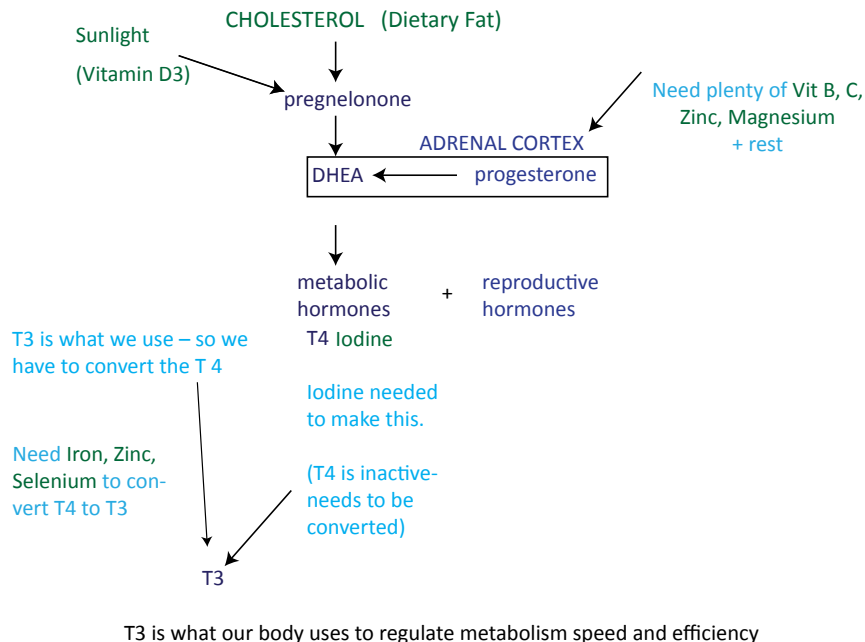 CHOLESTEROL (Dietary Fat)
Sunlight
(Vitamin D3)
pregnelonone
Need plenty of Vit B, C,
Zinc, Magnesium
+ rest
ADRENAL CORTEX
DHEA
progesterone
metabolic
hormones
+
reproductive
hormones
T4 Iodine
T3 is what we use – so we
have to convert the T 4
Iodine needed
to make this.
Need Iron, Zinc,
Selenium to con-
vert T4 to T3
(T4 is inactive-
needs to be
converted)
T3
T3 is what our body uses to regulate metabolism speed and efficiency